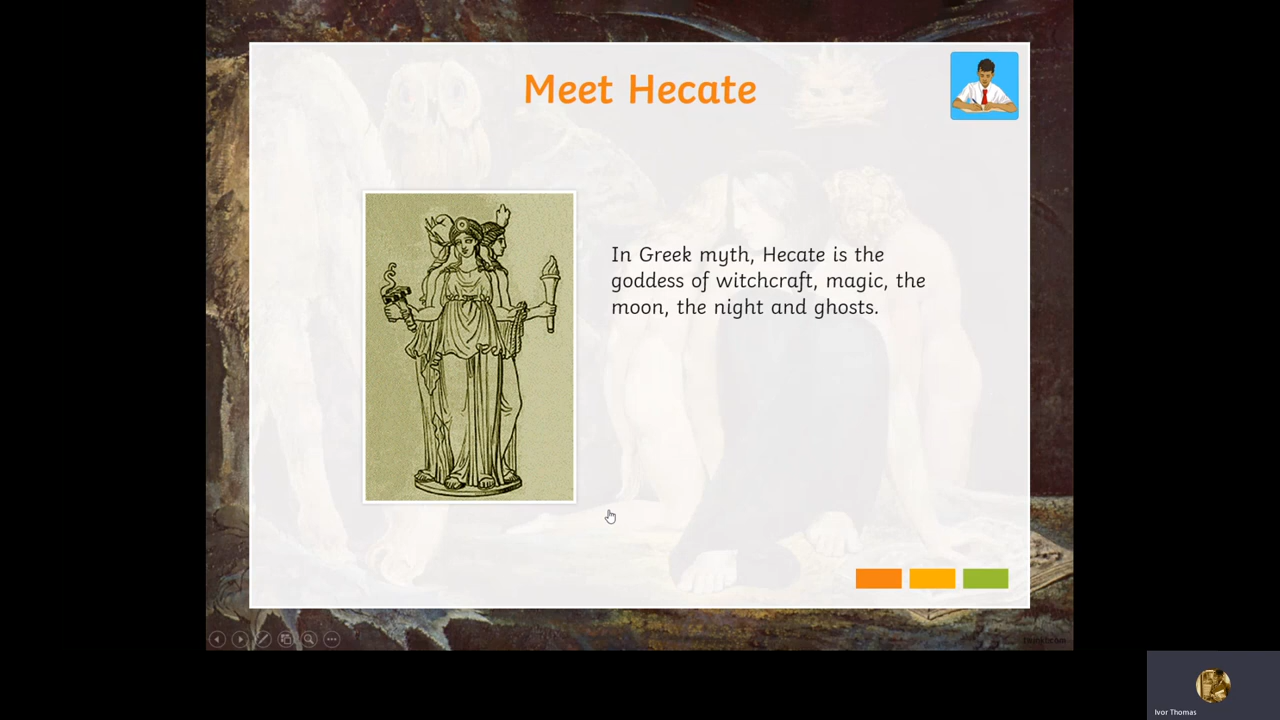 Meet Hecate
In Greek myth, Hecate is the
goddess of witchcraft, magic, the
moon, the night and ghosts.
Ivor Thomas